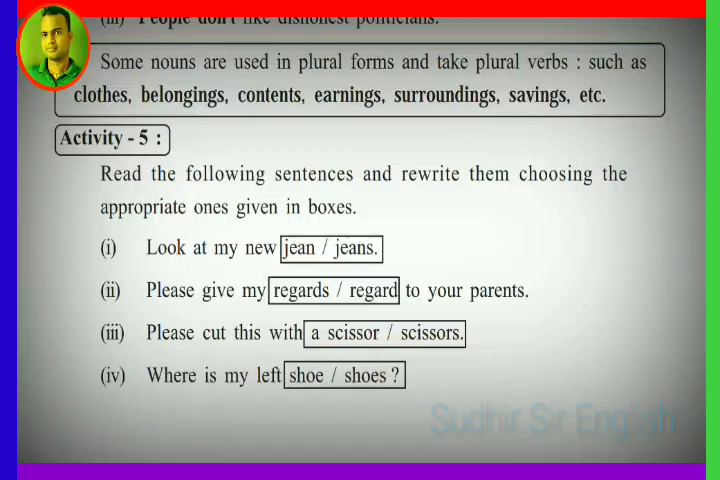 (iii) People don't like dishonest politicians.
Some nouns are used in plural forms and take plural verbs : such as
clothes, belongings, contents, earnings, surroundings, savings, etc.
Activity - 5 :
Read the following sentences and rewrite them choosing the
appropriate ones given in boxes.
(i) Look at my new jean / jeans.
(ii) Please give my regards / regard to your parents.
(iii) Please cut this with a scissor / scissors.
(iv) Where is my left shoe / shoes ?
Sudhir Sir English